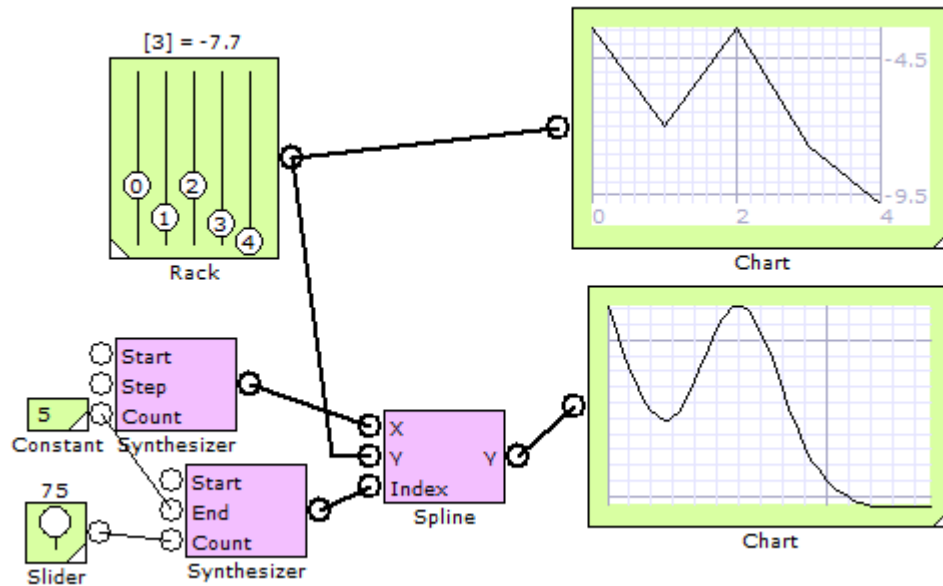 [3] = -7.7
0
1
2
3
4
Rack
-4.5
-9.5
0
2
4
Chart
Start
Step
Count
5
Constant
Synthesizer
X
Y
Y
Index
Spline
Start
End
Count
Synthesizer
75
Slider
Chart